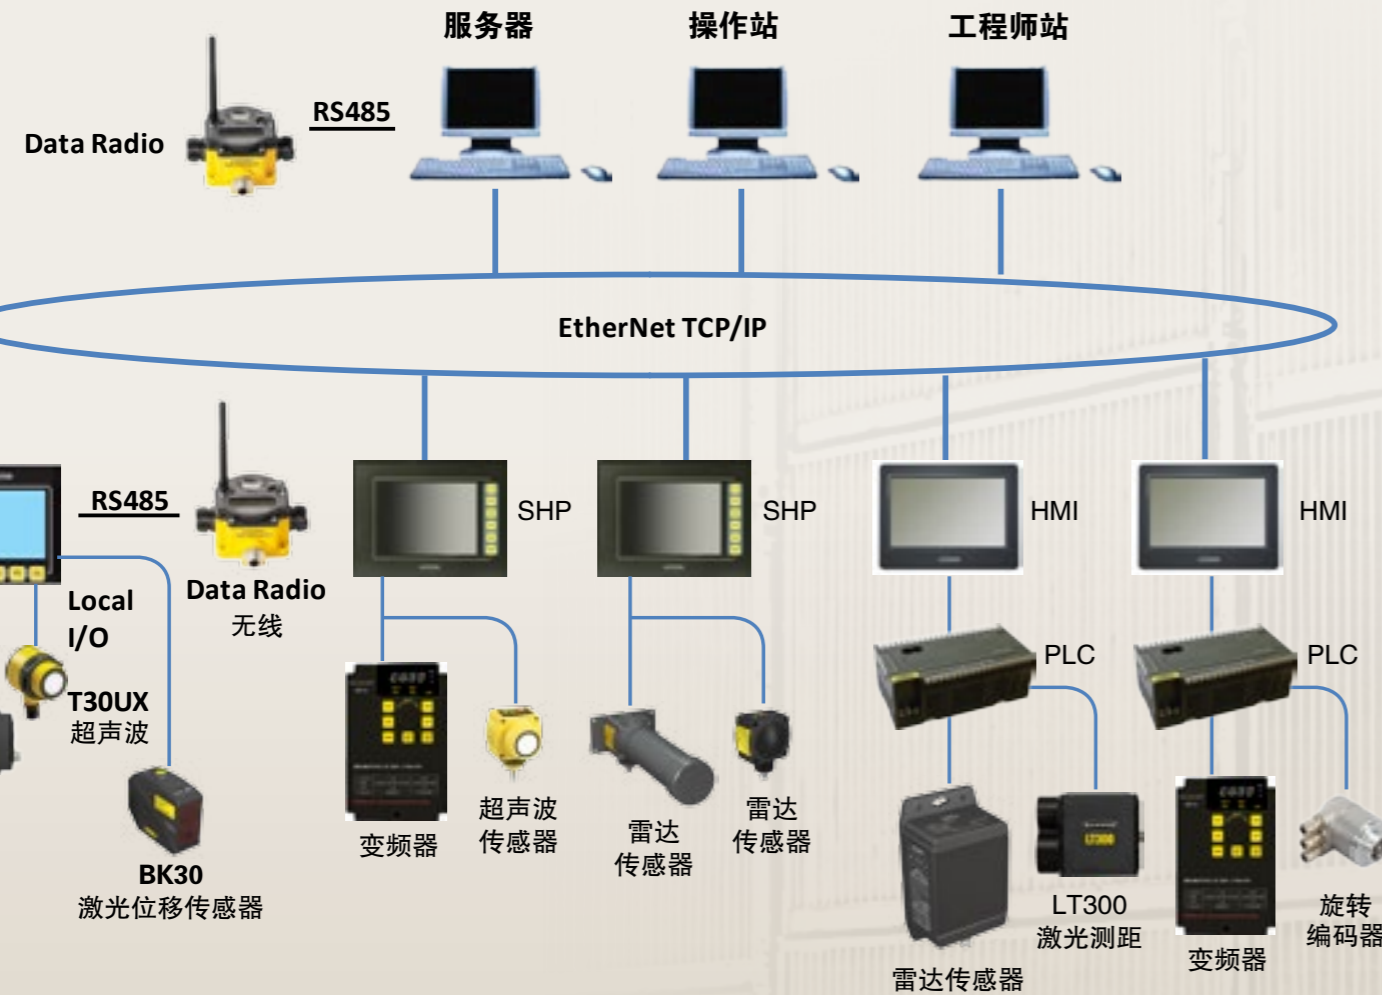 服务器
操作站
工程师站
RS485
Data Radio
EtherNet TCP/IP
RS485
SHP
SHP
HMI
HMI
Data Radio
无线
Local
I/O
PLC
PLC
T30UX
超声波
超声波
传感器
雷达
传感器
雷达
传感器
变频器
BK30
激光位移传感器
LT300
LT300
激光测距
旋转
编码器
变频器
雷达传感器